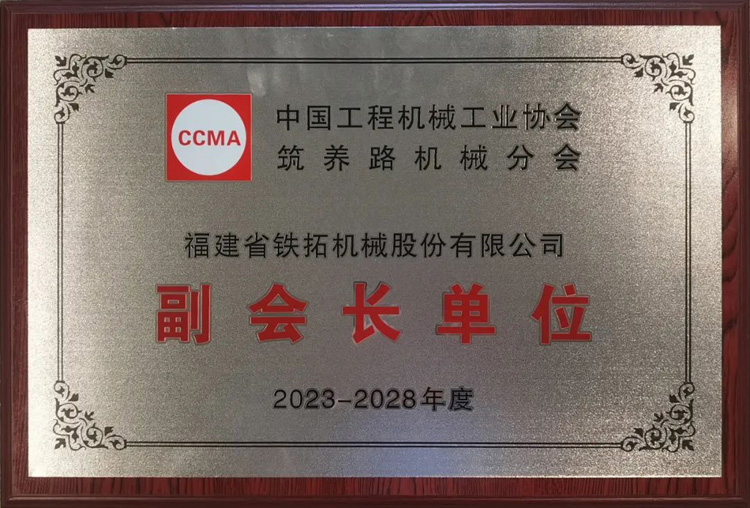 CCMA
中国工程机械工业协会
筑养路机械分会
福建省铁拓机械股份有限公司
副会长单位
2023-2028年度